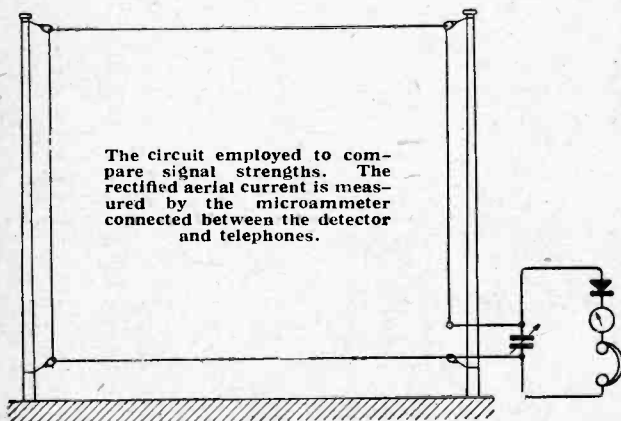 The circuit employed to com-
pare signal strengths. The
rectified aerial current is meas-
ured by the microammeter
connected between the detector
and telephones.